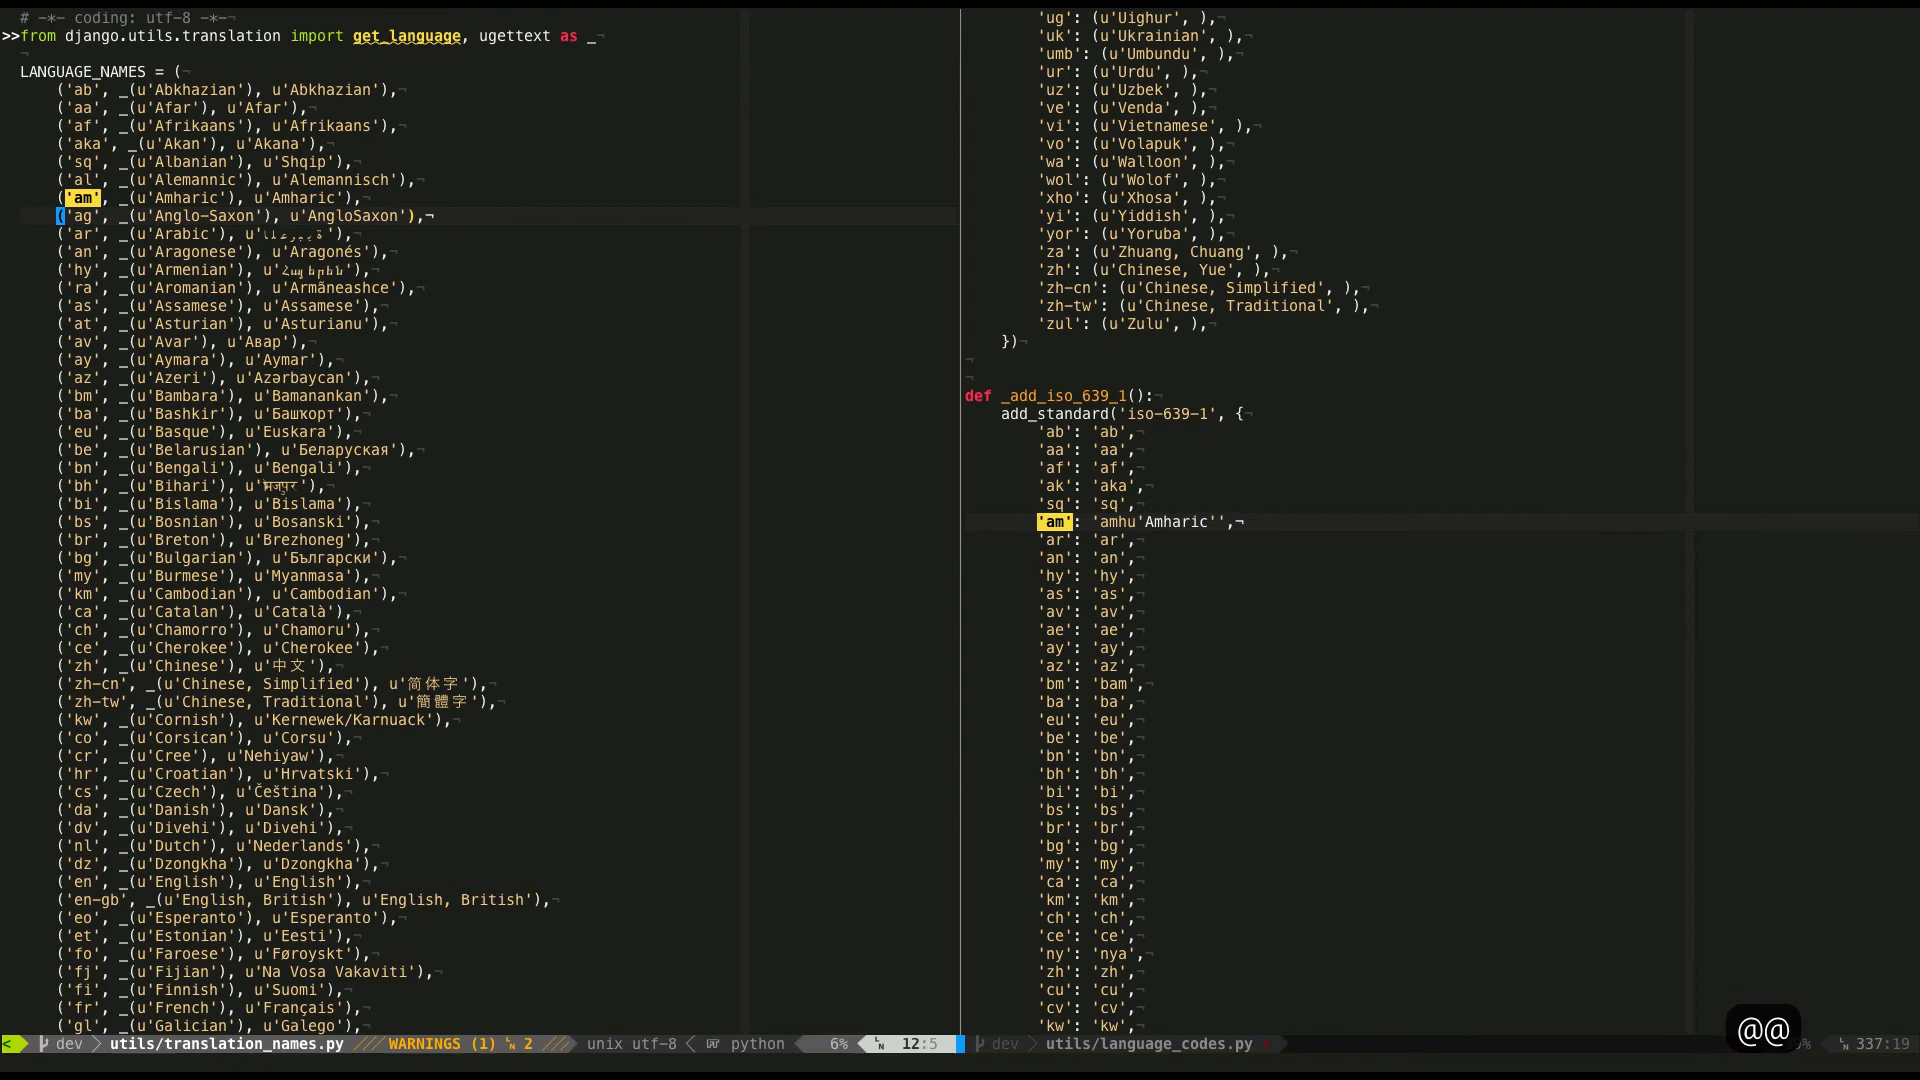 # -*- coding: utf-8 -*-¬
>>from django.utils.translation import get_language, ugettext as _¬
¬
LANGUAGE_NAMES = (¬
('ab', _(u'Abkhazian'), u'Abkhazian'),¬
('aa', _(u'Afar'), u'Afar'),¬
('af', _(u'Afrikaans'), u'Afrikaans'),¬
('aka', _(u'Akan'), u'Akana'),¬
('sq', _(u'Albanian'), u'Shqip'),¬
('al', _(u'Alemannic'), u'Alemannisch'),¬
('am', _(u'Amharic'), u'Amharic'),¬
('ag', _(u'Anglo-Saxon'), u'AngloSaxon'),¬
('ar', _(u'Arabic'), u'ةيبرعلا'),¬
('an', _(u'Aragonese'), u'Aragonés'),¬
('hy', _(u'Armenian'), u'Հայերեն'),¬
('ra', _(u'Aromanian'), u'Armãneashce'),¬
('as', _(u'Assamese'), u'Assamese'),¬
('at', _(u'Asturian'), u'Asturianu'),¬
('av', _(u'Avar'), u'Авар'),¬
('ay', _(u'Aymara'), u'Aymar'),¬
('az', _(u'Azeri'), u'Azərbaycan'),¬
('bm', _(u'Bambara'), u'Bamanankan'),¬
('ba', _(u'Bashkir'), u'Башкорт'),¬
('eu', _(u'Basque'), u'Euskara'),¬
('be', _(u'Belarusian'), u'Беларуская'),¬
('bn', _(u'Bengali'), u'Bengali'),¬
('bh', _(u'Bihari'), u''),¬
('bi', _(u'Bislama'), u'Bislama'),¬
('bs', _(u'Bosnian'), u'Bosanski'),¬
('br', _(u'Breton'), u'Brezhoneg'),¬
('bg', _(u'Bulgarian'), u'Български'),¬
('my', _(u'Burmese'), u'Myanmasa'),¬
('km', _(u'Cambodian'), u'Cambodian'),¬
('ca', _(u'Catalan'), u'Català'),¬
('ch', _(u'Chamorro'), u'Chamoru'),¬
('ce', _(u'Cherokee'), u'Cherokee'),¬
('zh', _(u'Chinese'), u'中文'),¬
('zh-cn', _(u'Chinese, Simplified'), u'简体字'),¬
('zh-tw', _(u'Chinese, Traditional'), u'簡體字'),¬
('kw', _(u'Cornish'), u'Kernewek/Karnuack'),¬
('co', _(u'Corsican'), u'Corsu'),¬
('cr', _(u'Cree'), u'Nehiyaw'),¬
('hr', _(u'Croatian'), u'Hrvatski'),¬
('cs', _(u'Czech'), u'Čeština'),¬
('da', _(u'Danish'), u'Dansk'),¬
('dv', _(u'Divehi'), u'Divehi'),¬
('nl', _(u'Dutch'), u'Nederlands'),¬
('dz', _(u'Dzongkha'), u'Dzongkha'),¬
('en', _(u'English'), u'English'),¬
('en-gb', _(u'English, British'), u'English, British'),¬
('eo', _(u'Esperanto'), u'Esperanto'),¬
('et', _(u'Estonian'), u'Eesti'),¬
('fo', _(u'Faroese'), u'Føroyskt'),¬
('fj', _(u'Fijian'), u'Na Vosa Vakaviti'),¬
('fi', _(u'Finnish'), u'Suomi'),¬
('fr', _(u'French'), u'Français'),¬
('gl', _(u'Galician'), u'Galego'),¬
< dev utils/translation_names.py WARNINGS (1) ␤ 2 unix utf-8 python 6% ␤ 12:5
'ug': (u'Uighur', ),¬
'uk': (u'Ukrainian', ),¬
'umb': (u'Umbundu', ),¬
'ur': (u'Urdu', ),¬
'uz': (u'Uzbek', ),¬
've': (u'Venda', ),¬
'vi': (u'Vietnamese', ),¬
'vo': (u'Volapuk', ),¬
'wa': (u'Walloon', ),¬
'wol': (u'Wolof', ),¬
'xho': (u'Xhosa', ),¬
'yi': (u'Yiddish', ),¬
'yor': (u'Yoruba', ),¬
'za': (u'Zhuang, Chuang', ),¬
'zh': (u'Chinese, Yue', ),¬
'zh-cn': (u'Chinese, Simplified', ),¬
'zh-tw': (u'Chinese, Traditional', ),¬
'zul': (u'Zulu', ),¬
})¬
¬
¬
def _add_iso_639_1():¬
add_standard('iso-639-1', {¬
'ab': 'ab',¬
'aa': 'aa',¬
'af': 'af',¬
'ak': 'aka',¬
'sq': 'sq',¬
'am': 'amhu'Amharic'',¬
'ar': 'ar',¬
'an': 'an',¬
'hy': 'hy',¬
'as': 'as',¬
'av': 'av',¬
'ae': 'ae',¬
'ay': 'ay',¬
'az': 'az',¬
'bm': 'bam',¬
'ba': 'ba',¬
'eu': 'eu',¬
'be': 'be',¬
'bn': 'bn',¬
'bh': 'bh',¬
'bi': 'bi',¬
'bs': 'bs',¬
'br': 'br',¬
'bg': 'bg',¬
'my': 'my',¬
'ca': 'ca',¬
'km': 'km',¬
'ch': 'ch',¬
'ce': 'ce',¬
'ny': 'nya',¬
'zh': 'zh',¬
'cu': 'cu',¬
'cv': 'cv',¬
'kw': 'kw',¬
dev utils/language_codes.py 337:19
@@